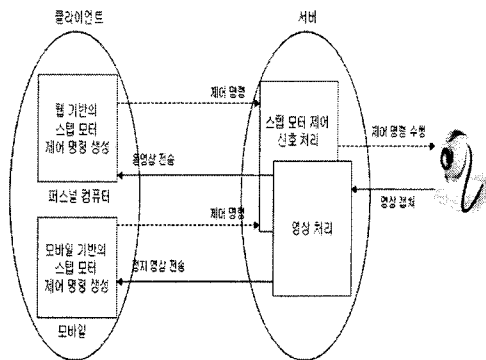 클라이언트
서버
웹 기반의
스텝 모터
제어 명령 생성
퍼스널 컴퓨터
모바일 기반의
스텝 모터
제어 명령 생성
모바일
제어 명령
동영상 전송
제어 명령
정지 영상 전송
스텝 모터 제어
신호 처리
영상 처리
제어 명령 수행
영상 캡쳐